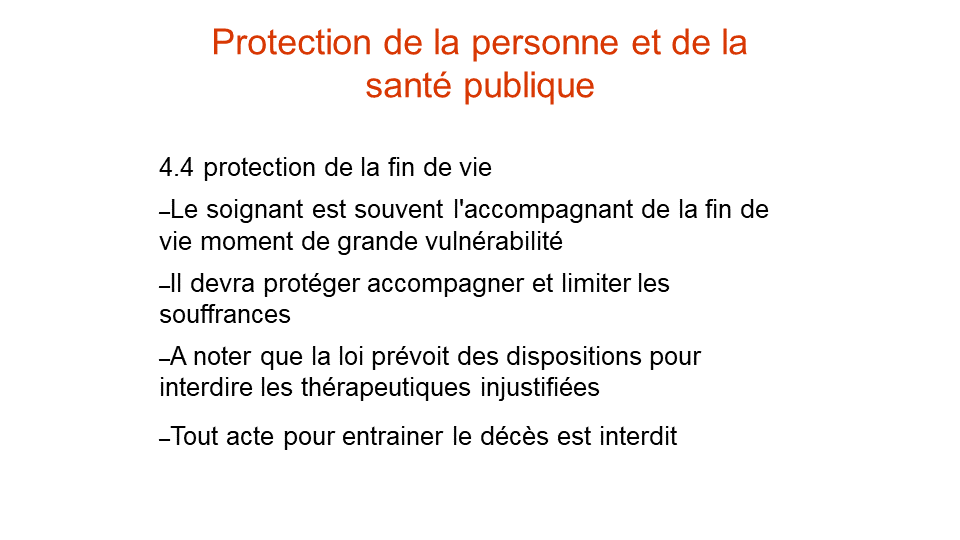 Protection de la personne et de la
santé publique
4.4 protection de la fin de vie
–Le soignant est souvent l'accompagnant de la fin de
vie moment de grande vulnérabilité
–Il devra protéger accompagner et limiter les
souffrances
–A noter que la loi prévoit des dispositions pour
interdire les thérapeutiques injustifiées
–Tout acte pour entrainer le décès est interdit